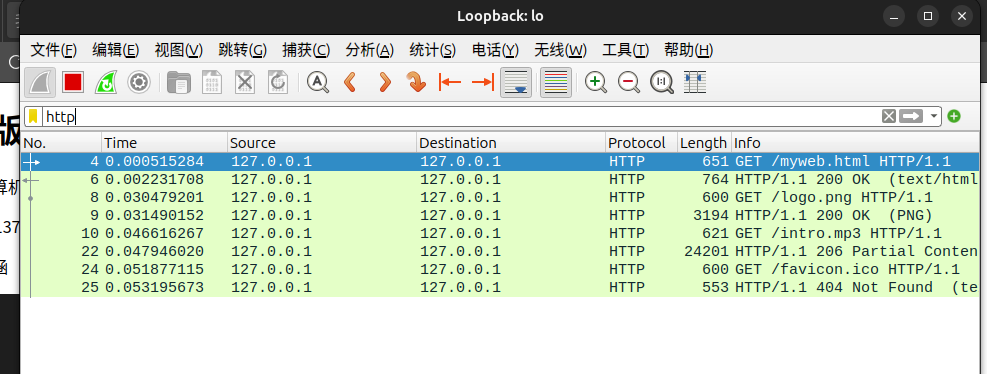 Loopback: lo
文件(F) 编辑(E) 视图(V) 跳转(G) 捕获(C) 分析(A) 统计(S) 电话(Y) 无线(W) 工具(T) 帮助(H)
http
No. Time Source Destination Protocol Length Info
4 0.000515284 127.0.0.1 127.0.0.1 HTTP 651 GET /myweb.html HTTP/1.1
6 0.002231708 127.0.0.1 127.0.0.1 HTTP 764 HTTP/1.1 200 OK (text/html
8 0.030479201 127.0.0.1 127.0.0.1 HTTP 600 GET /logo.png HTTP/1.1
9 0.031490152 127.0.0.1 127.0.0.1 HTTP 3194 HTTP/1.1 200 OK (PNG)
10 0.046616267 127.0.0.1 127.0.0.1 HTTP 621 GET /intro.mp3 HTTP/1.1
22 0.047946020 127.0.0.1 127.0.0.1 HTTP 24201 HTTP/1.1 206 Partial Conten
24 0.051877115 127.0.0.1 127.0.0.1 HTTP 600 GET /favicon.ico HTTP/1.1
25 0.053195673 127.0.0.1 127.0.0.1 HTTP 553 HTTP/1.1 404 Not Found (te